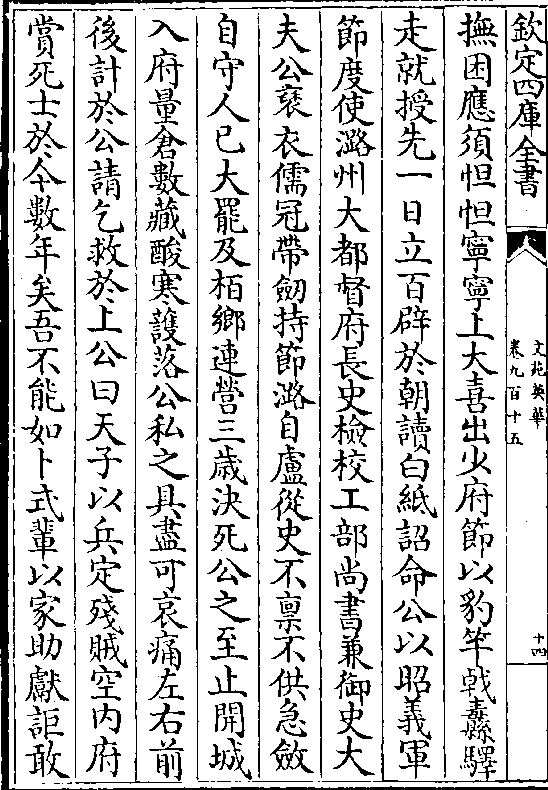 欽定四庫全書
文苑英華
卷九百十五
十四
撫困應須怛怛寧寧上大喜出少府節以豹竿㦸纛驛
走就授先一日立百辟於朝讀白紙詔命公以昭義軍
節度使潞州大都督府長史檢校工部尚書兼御史大
夫公裒衣儒冠帶劒持節潞自盧從史不禀不供急斂
自守人已大罷及栢鄉連營三歳決死公之至止開城
入府量倉數藏酸寒謢落公私之具盡可哀痛左右前
後計於公請乞救於上公曰天子以兵定殘賊空内府
賞死士於今數年矣吾不能如卜式輩以家助獻詎敢